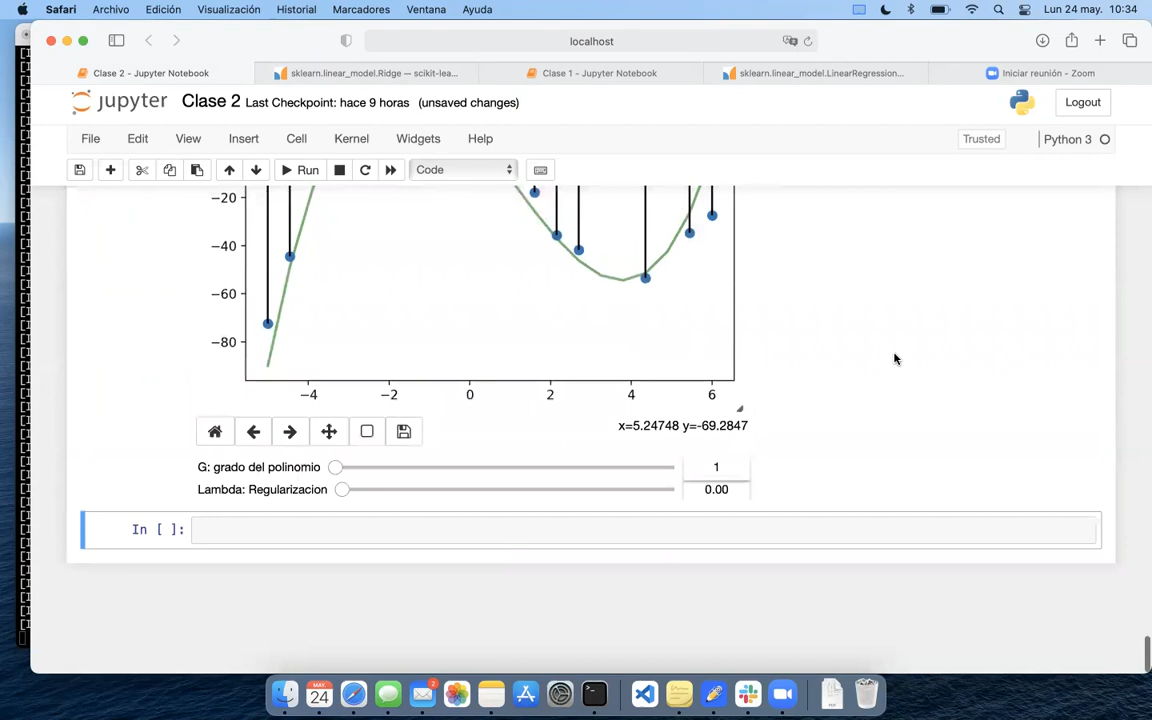 Safari Archivo Edición Visualización Historial Marcadores Ventana Ayuda Lun 24 may. 10:34
localhost
Clase 2 - Jupyter Notebook sklearn.linear_model.Ridge — scikit-lea... Clase 1 - Jupyter Notebook sklearn.linear_model.LinearRegression... Iniciar reunión - Zoom
jupyter Clase 2 Last Checkpoint: hace 9 horas (unsaved changes) Logout
File Edit View Insert Cell Kernel Widgets Help Trusted Python 3
Run Code
−20
−40
−60
−80
−4 −2 0 2 4 6
x=5.24748 y=-69.2847
G: grado del polinomio 1
Lambda: Regularizacion 0.00
In [ ]:
MAY. 24 2